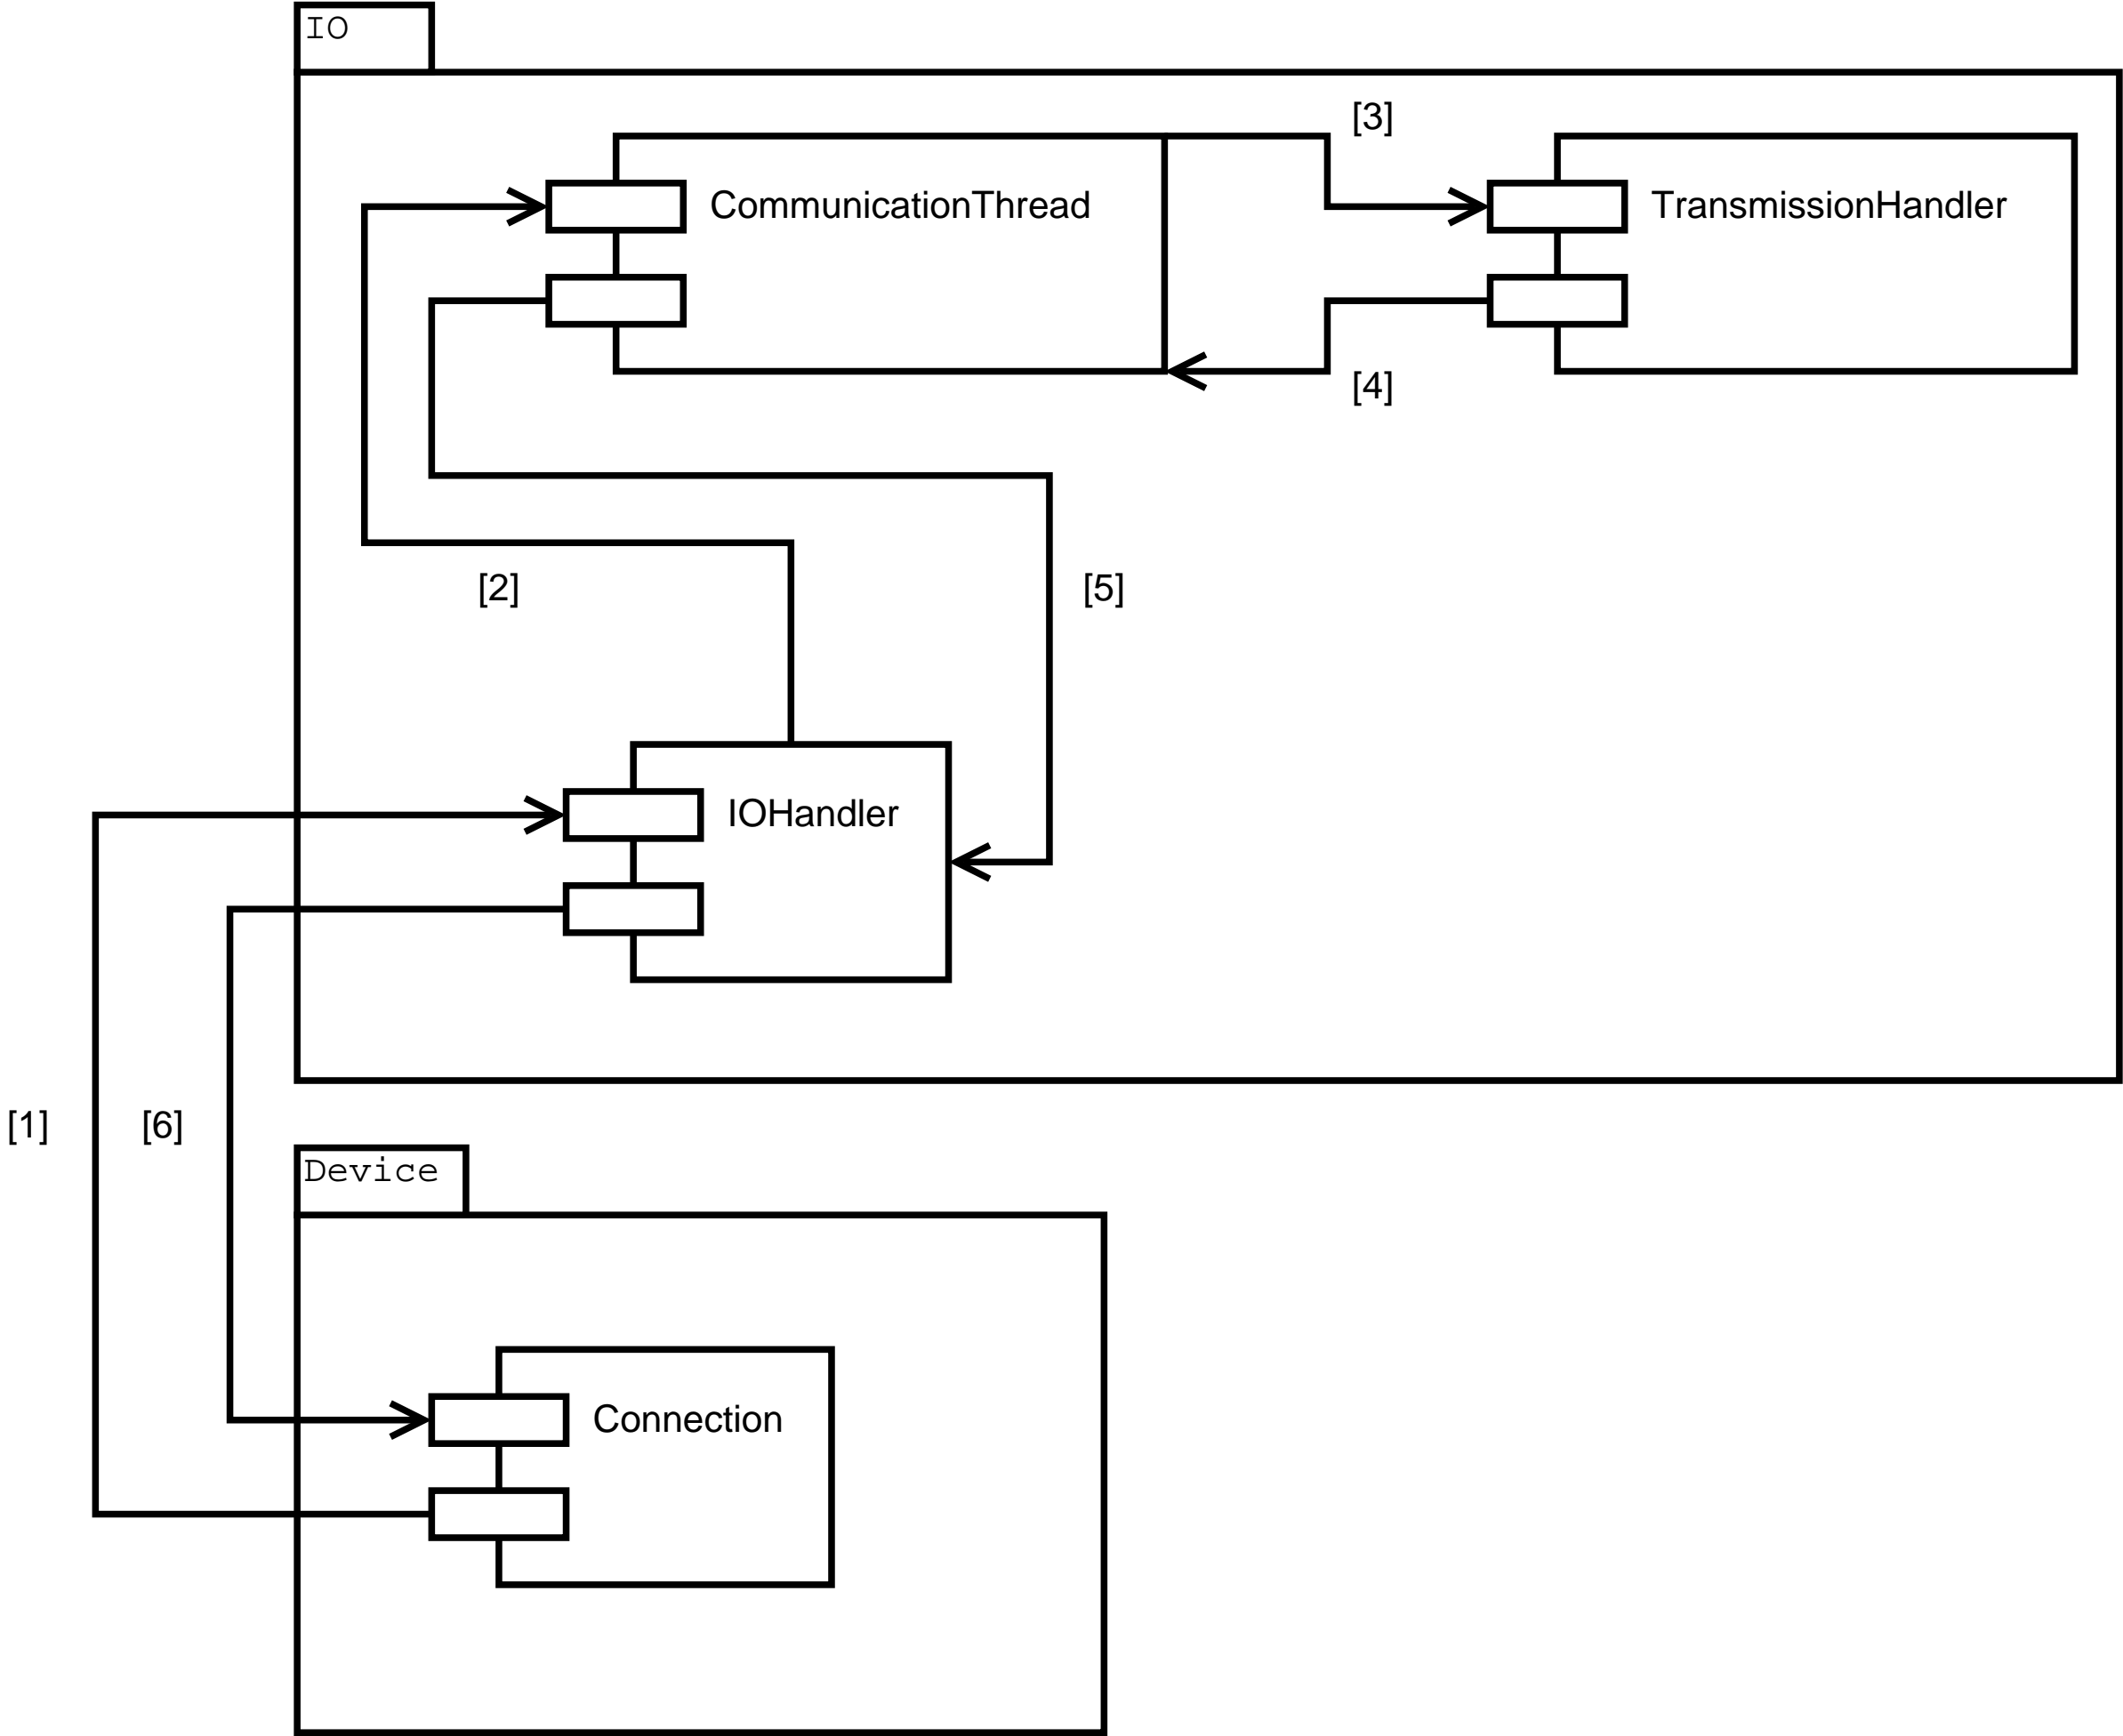 IO
[3]
CommunicationThread
TransmissionHandler
[4]
[2]
[5]
IOHandler
[1]
[6]
Device
Connection